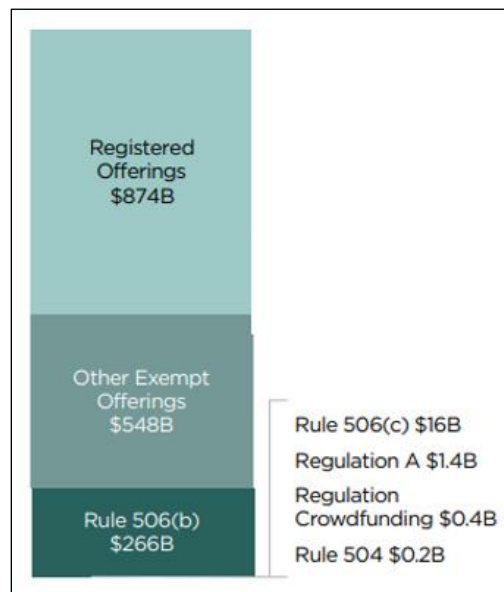 Registered
Offerings
$874B
Other Exempt
Offerings
$548B
Rule 506(b)
$266B
Rule 506(c) $16B
Regulation A $1.4B
Regulation
Crowdfunding $0.4B
Rule 504 $0.2B